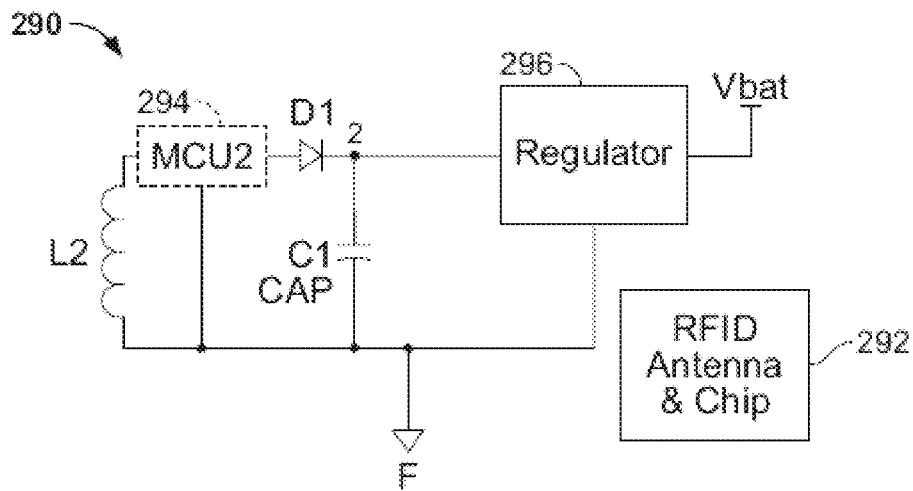 290
296
Vbat
294
D1
2
MCU2
Regulator
L2
C1
CAP
RFID
Antenna
& Chip
292
F